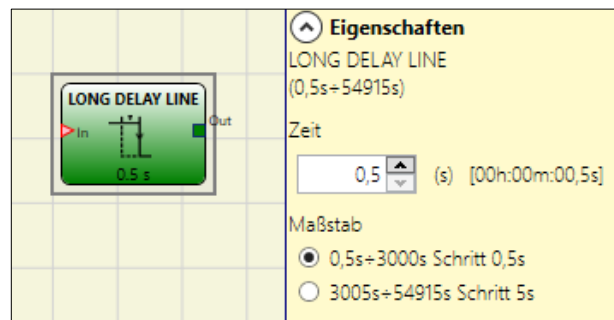 LONG DELAY LINE
In
Out
0.5 s
Eigenschaften
LONG DELAY LINE
(0,5s÷54915s)
Zeit
0,5 (s) [00h:00m:00,5s]
Maßstab
0,5s÷3000s Schritt 0,5s
3005s÷54915s Schritt 5s